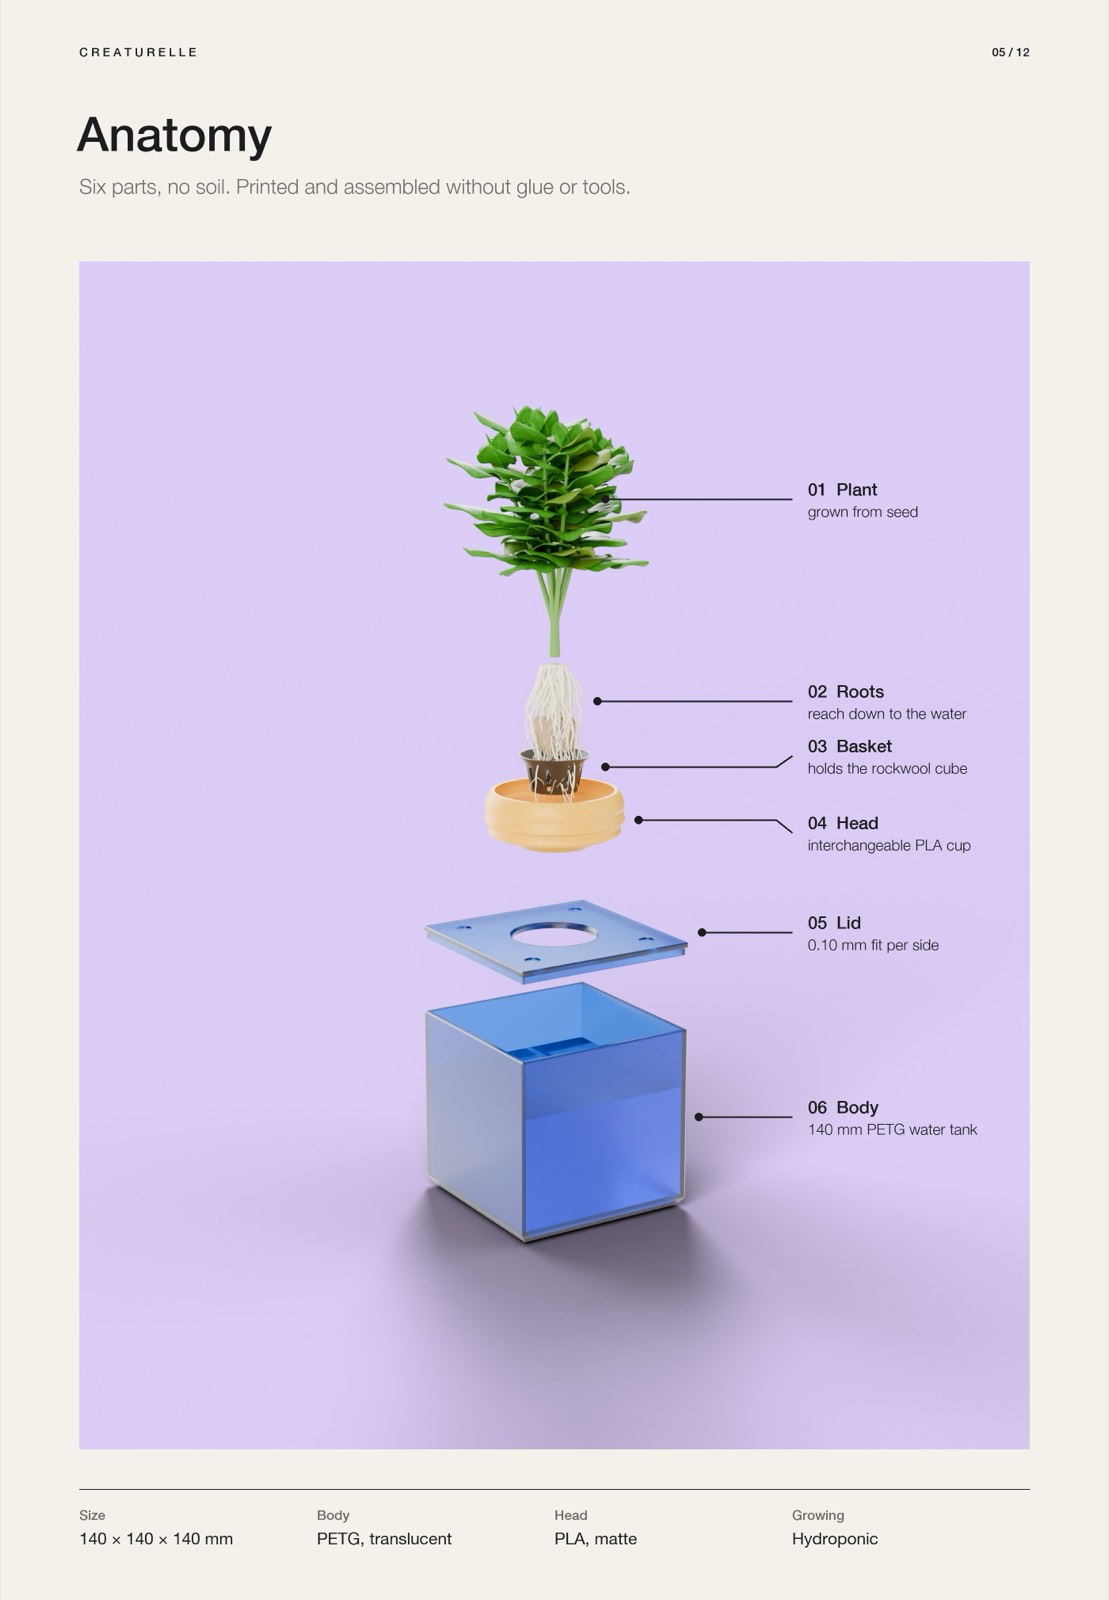 CREATURELLE
05 / 12
Anatomy
Six parts, no soil. Printed and assembled without glue or tools.
01 Plant
grown from seed
02 Roots
reach down to the water
03 Basket
holds the rockwool cube
04 Head
interchangeable PLA cup
05 Lid
0.10 mm fit per side
06 Body
140 mm PETG water tank
Size
140 × 140 × 140 mm
Body
PETG, translucent
Head
PLA, matte
Growing
Hydroponic